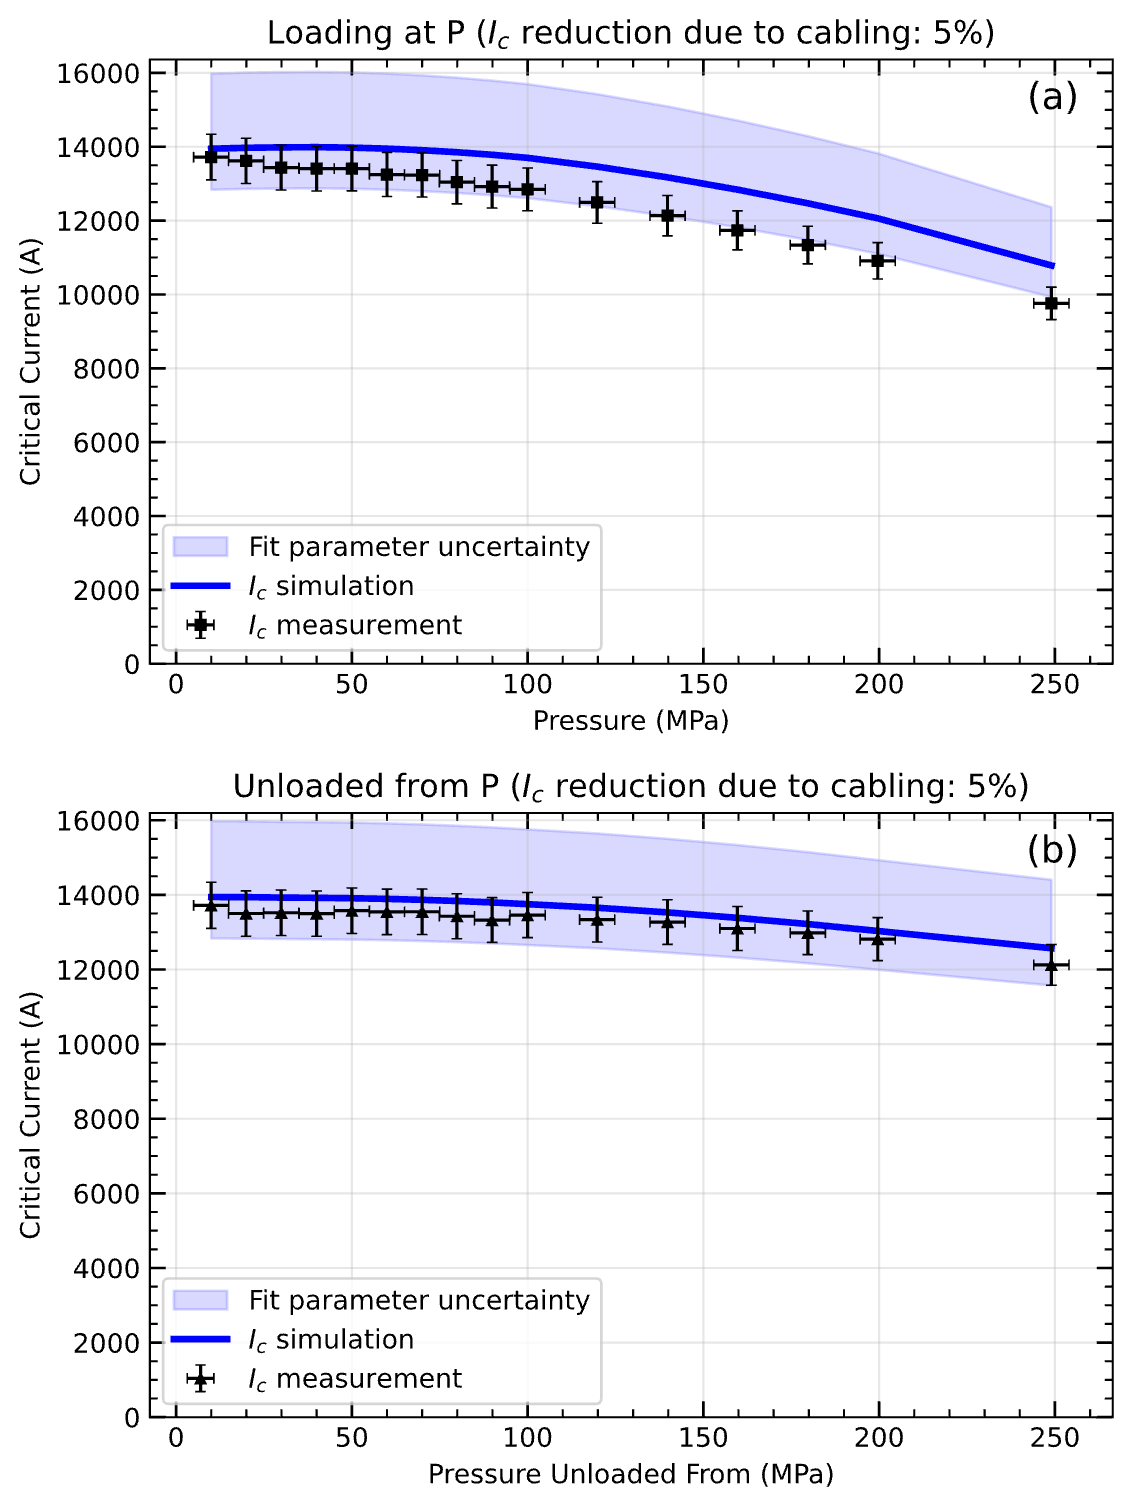 Loading at P (I_c reduction due to cabling: 5%)
(a)
Critical Current (A)
16000
14000
12000
10000
8000
6000
4000
2000
0
Fit parameter uncertainty
I_c simulation
I_c measurement
0 50 100 150 200 250
Pressure (MPa)
Unloaded from P (I_c reduction due to cabling: 5%)
(b)
Critical Current (A)
16000
14000
12000
10000
8000
6000
4000
2000
0
Fit parameter uncertainty
I_c simulation
I_c measurement
0 50 100 150 200 250
Pressure Unloaded From (MPa)